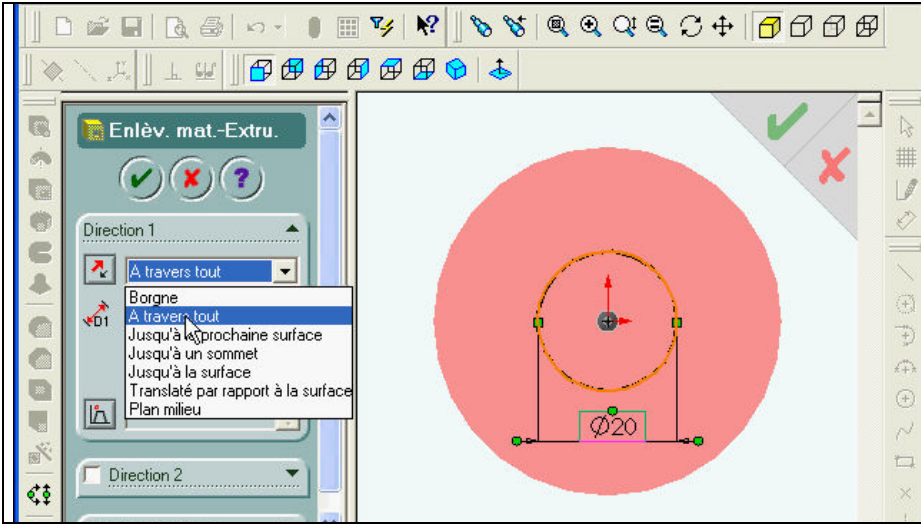 Enlèv. mat.-Extru.
Direction 1
A travers tout
Borgne
A travers tout
D1
Jusqu'à la prochaine surface
Jusqu'à un sommet
Jusqu'à la surface
Translaté par rapport à la surface
Plan milieu
Ø20
Direction 2